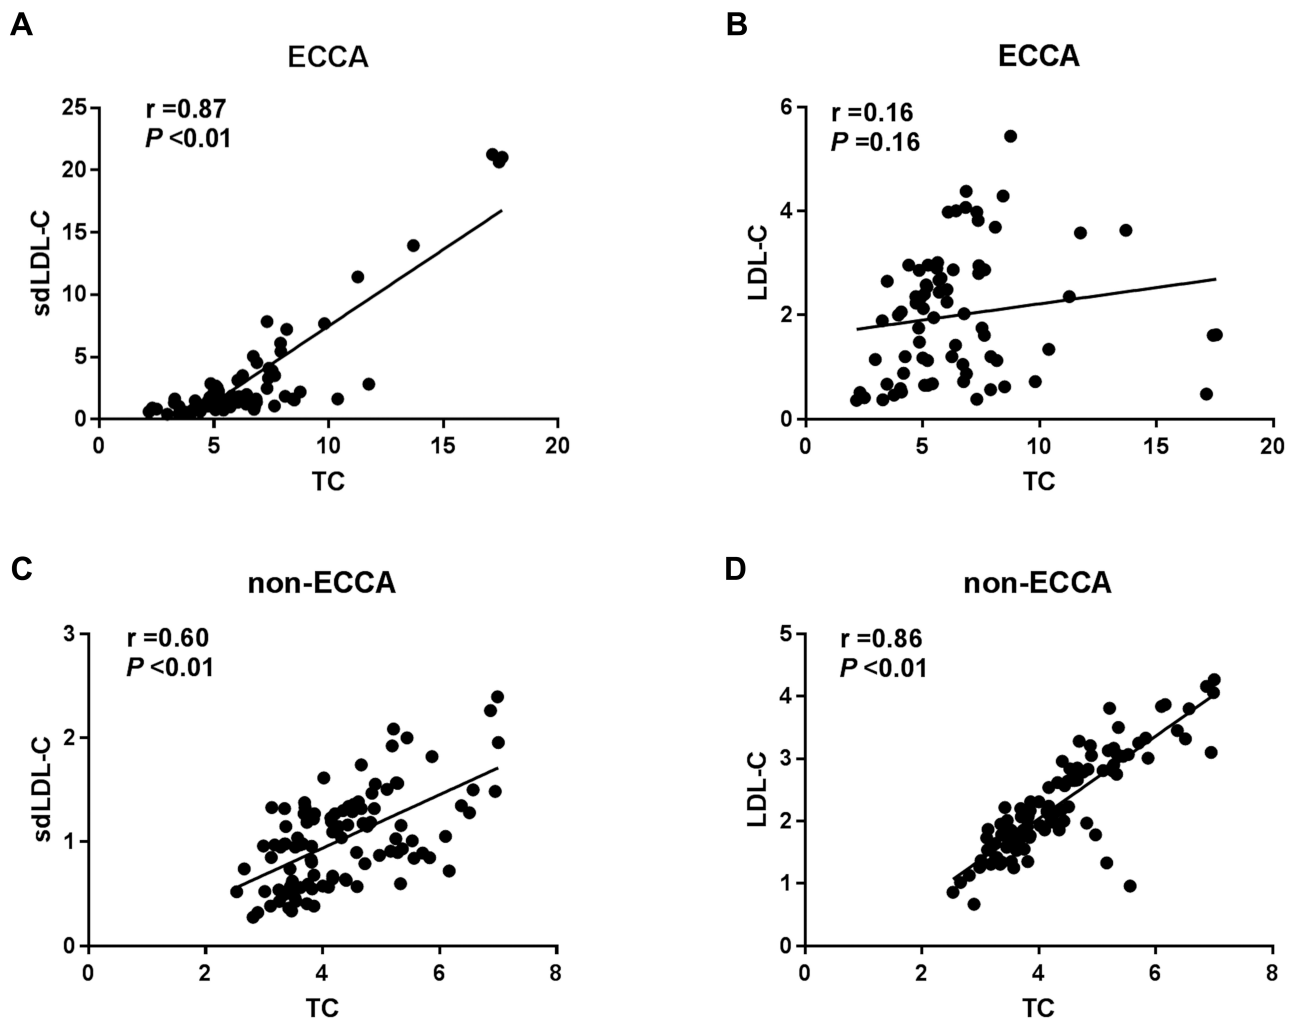 A
ECCA
r =0.87
P <0.01
sdLDL-C
25
20
15
10
5
0
0 5 10 15 20
TC
B
ECCA
r =0.16
P =0.16
LDL-C
6
4
2
0
0 5 10 15 20
TC
C
non-ECCA
r =0.60
P <0.01
sdLDL-C
3
2
1
0
0 2 4 6 8
TC
D
non-ECCA
r =0.86
P <0.01
LDL-C
5
4
3
2
1
0
0 2 4 6 8
TC